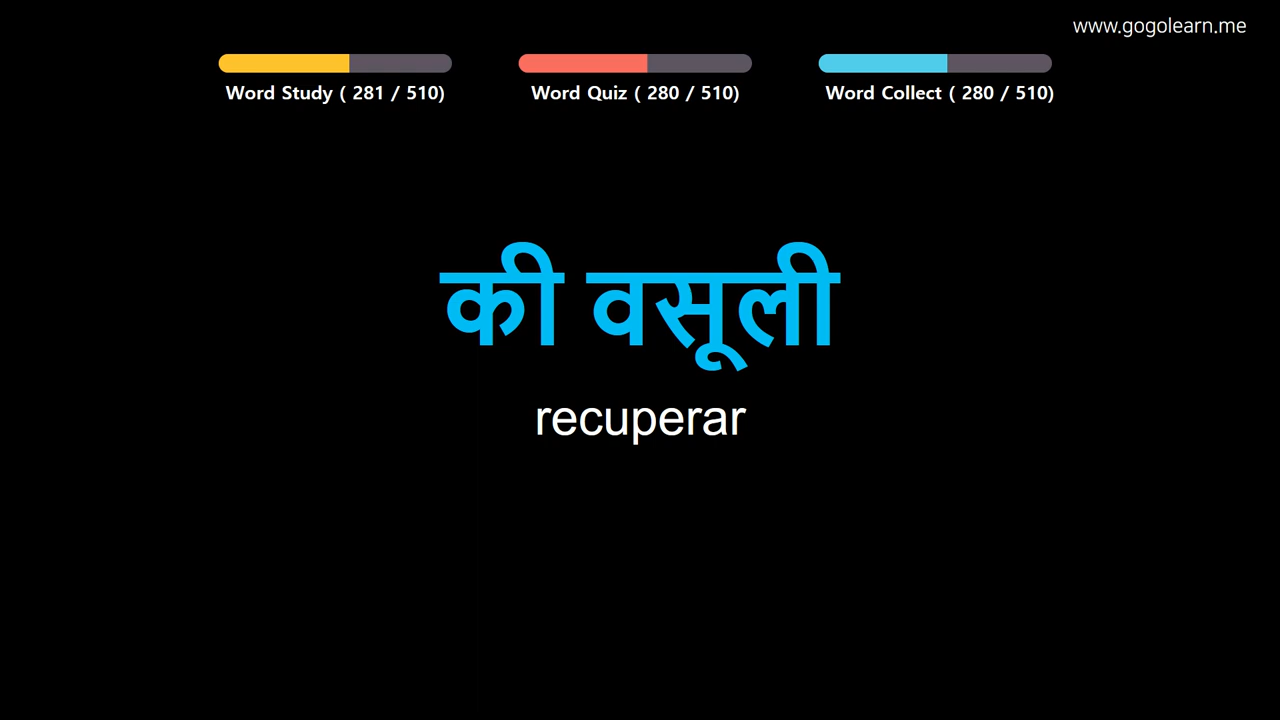 www.gogolearn.me
Word Study ( 281 / 510)
Word Quiz ( 280 / 510)
Word Collect ( 280 / 510)
की वसूली
recuperar